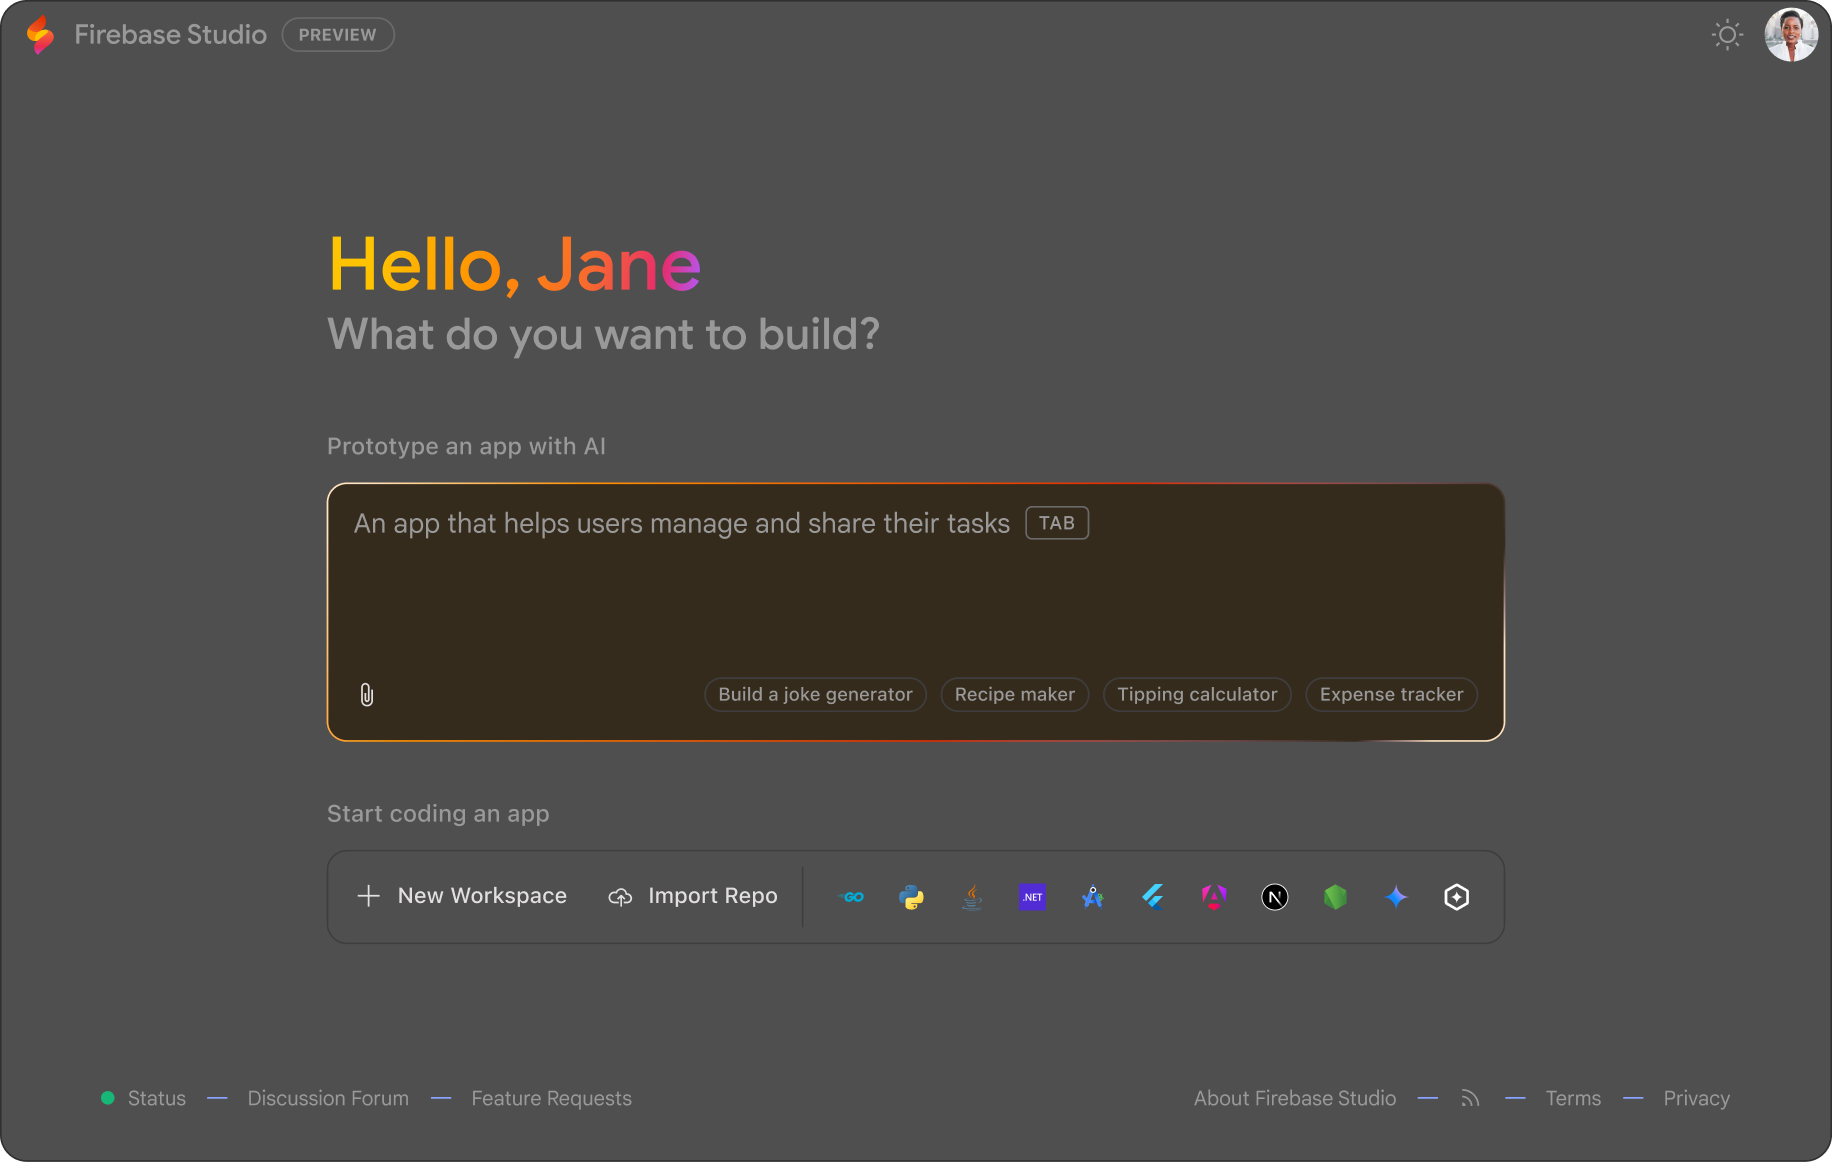 Firebase Studio PREVIEW
Hello, Jane
What do you want to build?
Prototype an app with AI
An app that helps users manage and share their tasks TAB
Build a joke generator Recipe maker Tipping calculator Expense tracker
Start coding an app
New Workspace Import Repo GO .NET N
Status — Discussion Forum — Feature Requests About Firebase Studio — — Terms — Privacy